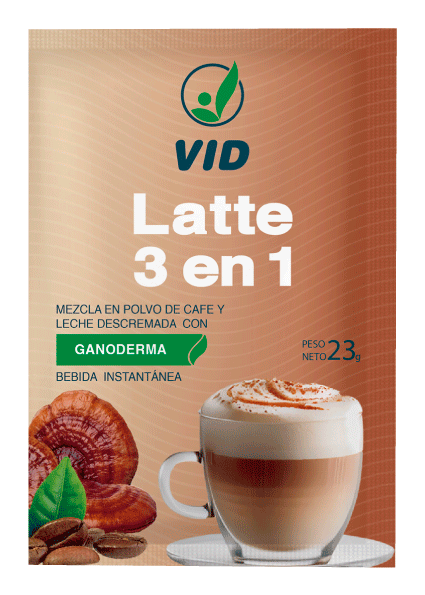 VID
Latte
3 en 1
MEZCLA EN POLVO DE CAFE Y
LECHE DESCREMADA CON
GANODERMA
BEBIDA INSTANTÁNEA
PESO
NETO 23g